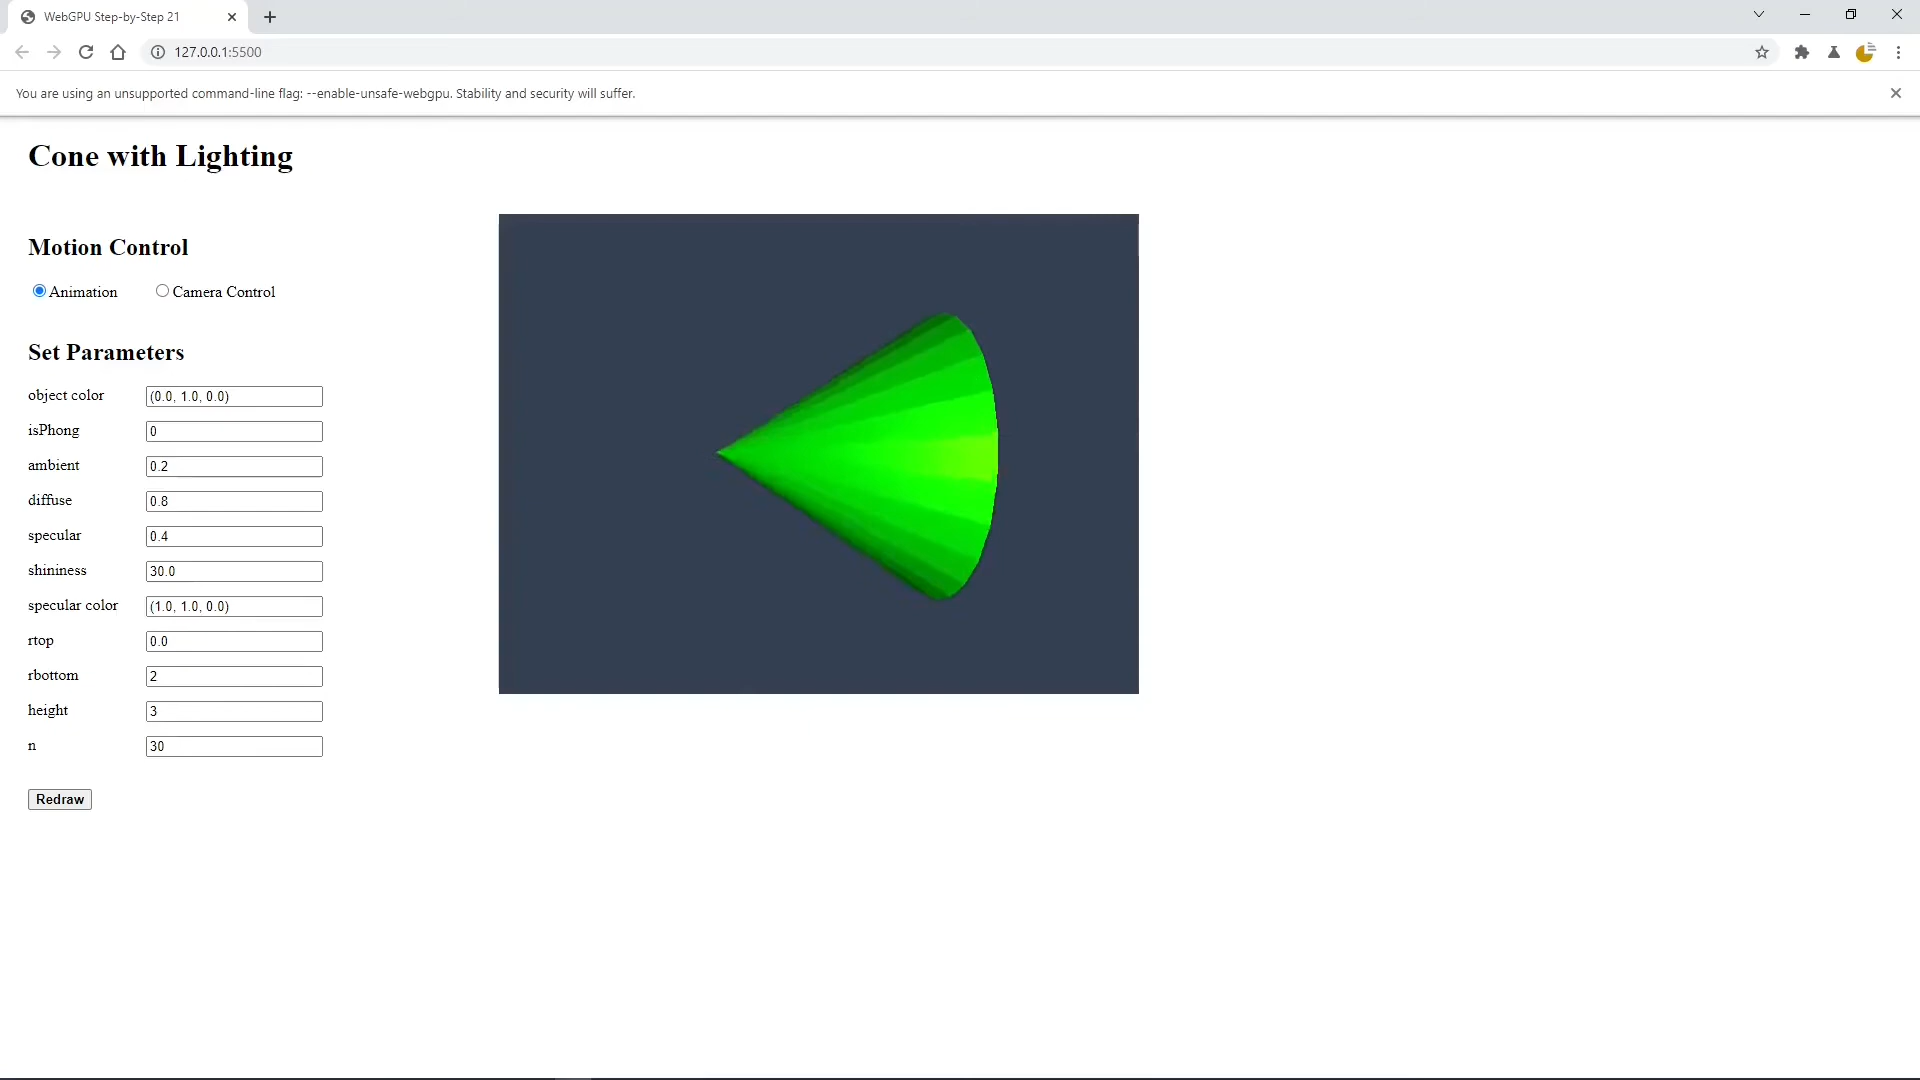 WebGPU Step-by-Step 21
127.0.0.1:5500
You are using an unsupported command-line flag: --enable-unsafe-webgpu. Stability and security will suffer.
Cone with Lighting
Motion Control
Animation Camera Control
Set Parameters
object color (0.0, 1.0, 0.0)
isPhong 0
ambient 0.2
diffuse 0.8
specular 0.4
shininess 30.0
specular color (1.0, 1.0, 0.0)
rtop 0.0
rbottom 2
height 3
n 30
Redraw